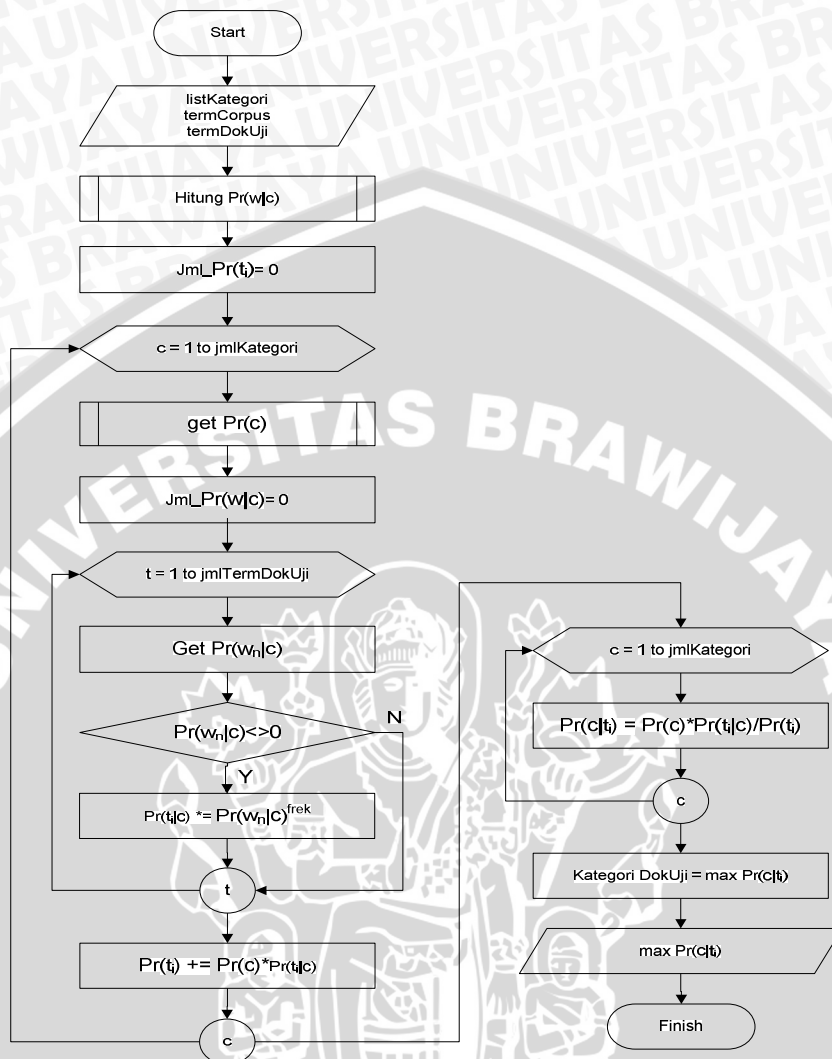 Start
listKategori
termCorpus
termDokUji
Hitung Pr(w|c)
Jml_Pr(tᵢ)= 0
c = 1 to jmlKategori
get Pr(c)
Jml_Pr(w|c)= 0
t = 1 to jmlTermDokUji
Get Pr(wₙ|c)
Pr(wₙ|c)<>0
N
Y
Pr(tᵢ|c) *= Pr(wₙ|c)ᶠʳᵉᵏ
t
Pr(tᵢ) += Pr(c)*Pr(tᵢ|c)
c
c = 1 to jmlKategori
Pr(c|tᵢ) = Pr(c)*Pr(tᵢ|c)/Pr(tᵢ)
c
Kategori DokUji = max Pr(c|tᵢ)
max Pr(c|tᵢ)
Finish
UNIVERSITAS BRAWIJAYA